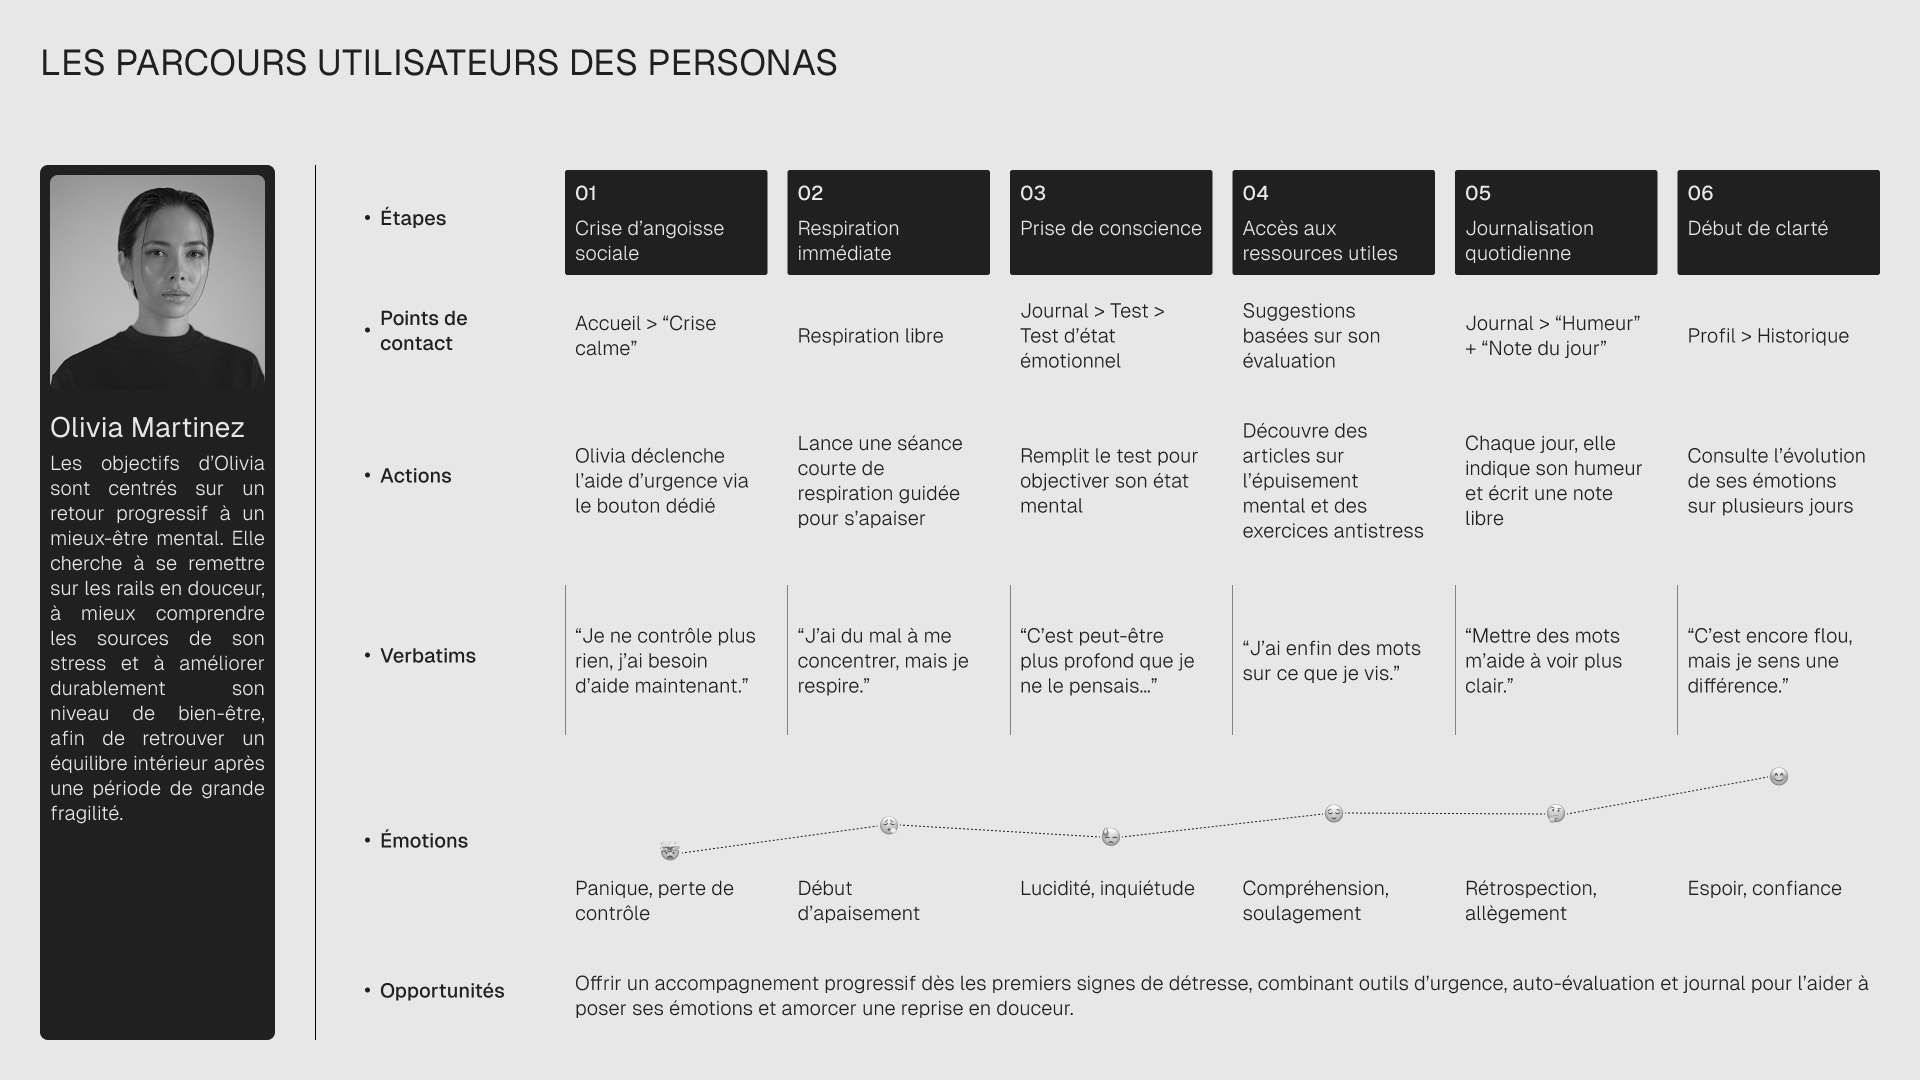 LES PARCOURS UTILISATEURS DES PERSONAS
Olivia Martinez
Les objectifs d’Olivia
sont centrés sur un
retour progressif à un
mieux-être mental. Elle
cherche à se remettre
sur les rails en douceur,
à mieux comprendre
les sources de son
stress et à améliorer
durablement son
niveau de bien-être,
afin de retrouver un
équilibre intérieur après
une période de grande
fragilité.
• Étapes
01
Crise d’angoisse
sociale
02
Respiration
immédiate
03
Prise de conscience
04
Accès aux
ressources utiles
05
Journalisation
quotidienne
06
Début de clarté
• Points de
contact
Accueil > “Crise
calme”
Respiration libre
Journal > Test >
Test d’état
émotionnel
Suggestions
basées sur son
évaluation
Journal > “Humeur”
+ “Note du jour”
Profil > Historique
• Actions
Olivia déclenche
l’aide d’urgence via
le bouton dédié
Lance une séance
courte de
respiration guidée
pour s’apaiser
Remplit le test pour
objectiver son état
mental
Découvre des
articles sur
l’épuisement
mental et des
exercices antistress
Chaque jour, elle
indique son humeur
et écrit une note
libre
Consulte l’évolution
de ses émotions
sur plusieurs jours
• Verbatims
“Je ne contrôle plus
rien, j’ai besoin
d’aide maintenant.”
“J’ai du mal à me
concentrer, mais je
respire.”
“C’est peut-être
plus profond que je
ne le pensais…”
“J’ai enfin des mots
sur ce que je vis.”
“Mettre des mots
m’aide à voir plus
clair.”
“C’est encore flou,
mais je sens une
différence.”
• Émotions
Panique, perte de
contrôle
Début
d’apaisement
Lucidité, inquiétude
Compréhension,
soulagement
Rétrospection,
allègement
Espoir, confiance
• Opportunités
Offrir un accompagnement progressif dès les premiers signes de détresse, combinant outils d’urgence, auto-évaluation et journal pour l’aider à
poser ses émotions et amorcer une reprise en douceur.